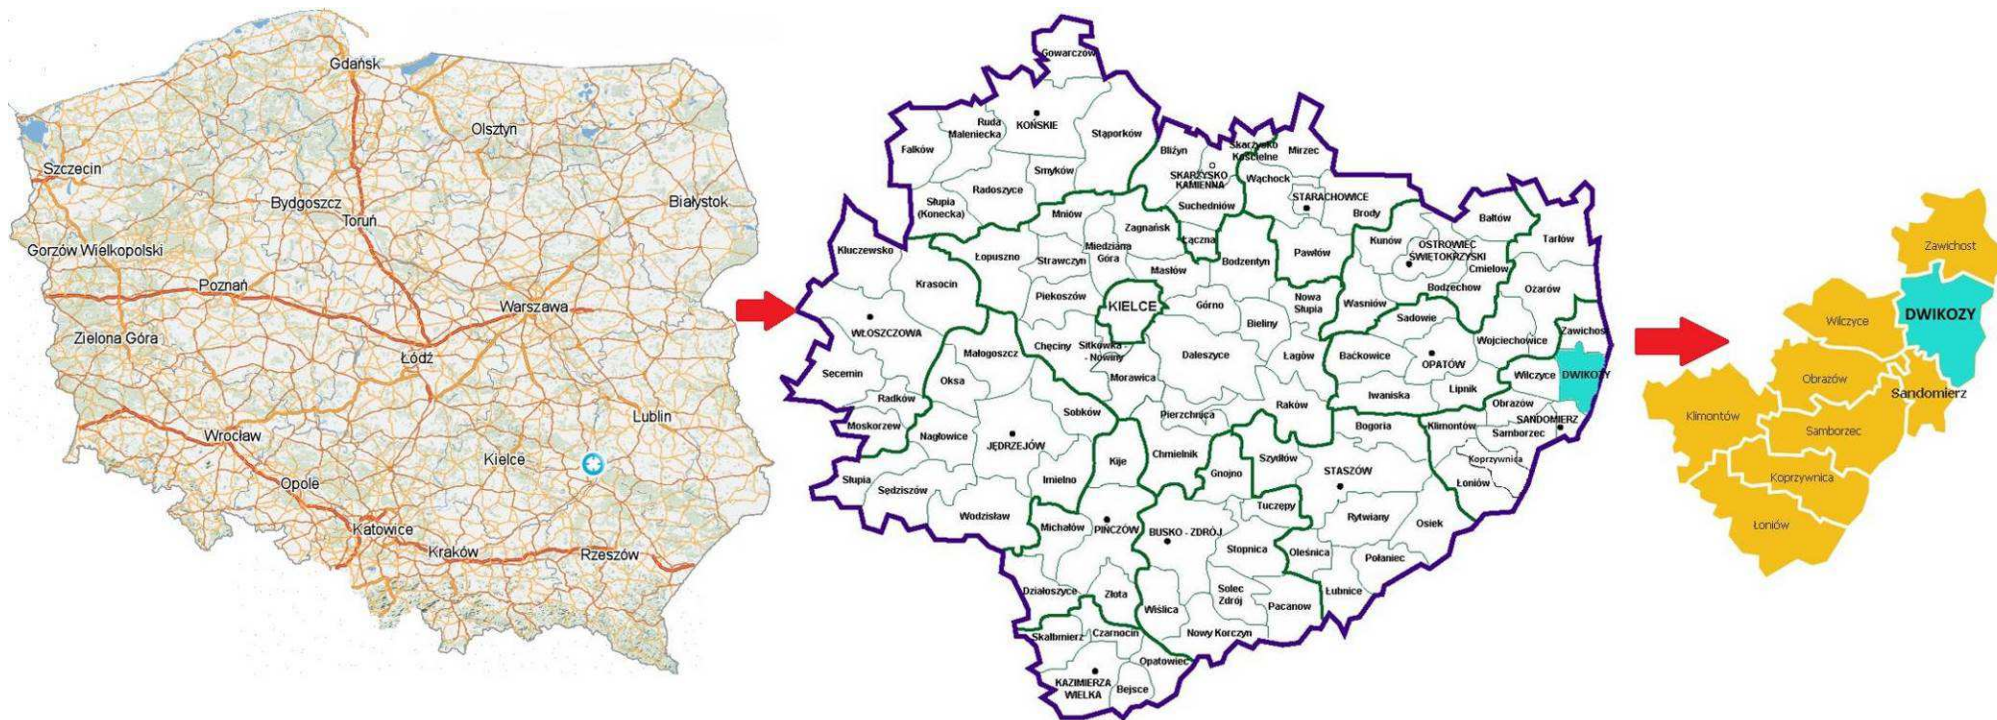 Gdańsk
Olsztyn
Szczecin
Bydgoszcz
Białystok
Toruń
Gorzów Wielkopolski
Poznań
Warszawa
Zielona Góra
Łódź
Lublin
Wrocław
Kielce
Opole
Katowice
Kraków
Rzeszów
Gowarczów
Ruda
Maleniecka
KOŃSKIE
Stąporków
Fałków
Smyków
Radoszyce
Słupia
(Konecka)
Bliżyn
Skarżysko
Kościelne
Mirzec
SKARŻYSKO
KAMIENNA
Wąchock
STARACHOWICE
Suchedniów
Brody
Mniów
Zagnańsk
Łączna
Bodzentyn
Pawłów
Kunów
Bałtów
OSTROWIEC
ŚWIĘTOKRZYSKI
Ćmielow
Bodzechow
Tarłów
Ożarów
Kluczewsko
Łopuszno
Strawczyn
Miedziana
Góra
Masłów
Krasocin
Piekoszów
KIELCE
Górno
Nowa
Słupia
Waśniów
Sadowie
WŁOSZCZOWA
Bieliny
Zawichost
Wojciechowice
Małogoszcz
Chęciny
Sitkówka -
- Nowiny
Daleszyce
Łagów
Baćkowice
OPATÓW
Secemin
Oksa
Morawica
Wilczyce
DWIKOZY
Radków
Iwaniska
Lipnik
Obrazów
Moskorzew
Sobków
Pierzchnica
Raków
Bogoria
Klimontów
SANDOMIERZ
Samborzec
Nagłowice
JĘDRZEJÓW
Kije
Chmielnik
Gnojno
Szydłów
STASZÓW
Koprzywnica
Łoniów
Słupia
Sędziszów
Imielno
Tuczępy
Rytwiany
Osiek
Wodzisław
Michałów
PIŃCZÓW
BUSKO - ZDRÓJ
Stopnica
Oleśnica
Połaniec
Działoszyce
Złota
Wiślica
Solec
Zdrój
Pacanow
Łubnice
Skalbmierz
Czarnocin
Nowy Korczyn
Opatowiec
KAZIMIERZA
WIELKA
Bejsce
Zawichost
DWIKOZY
Wilczyce
Obrazów
Sandomierz
Klimontów
Samborzec
Koprzywnica
Łoniów